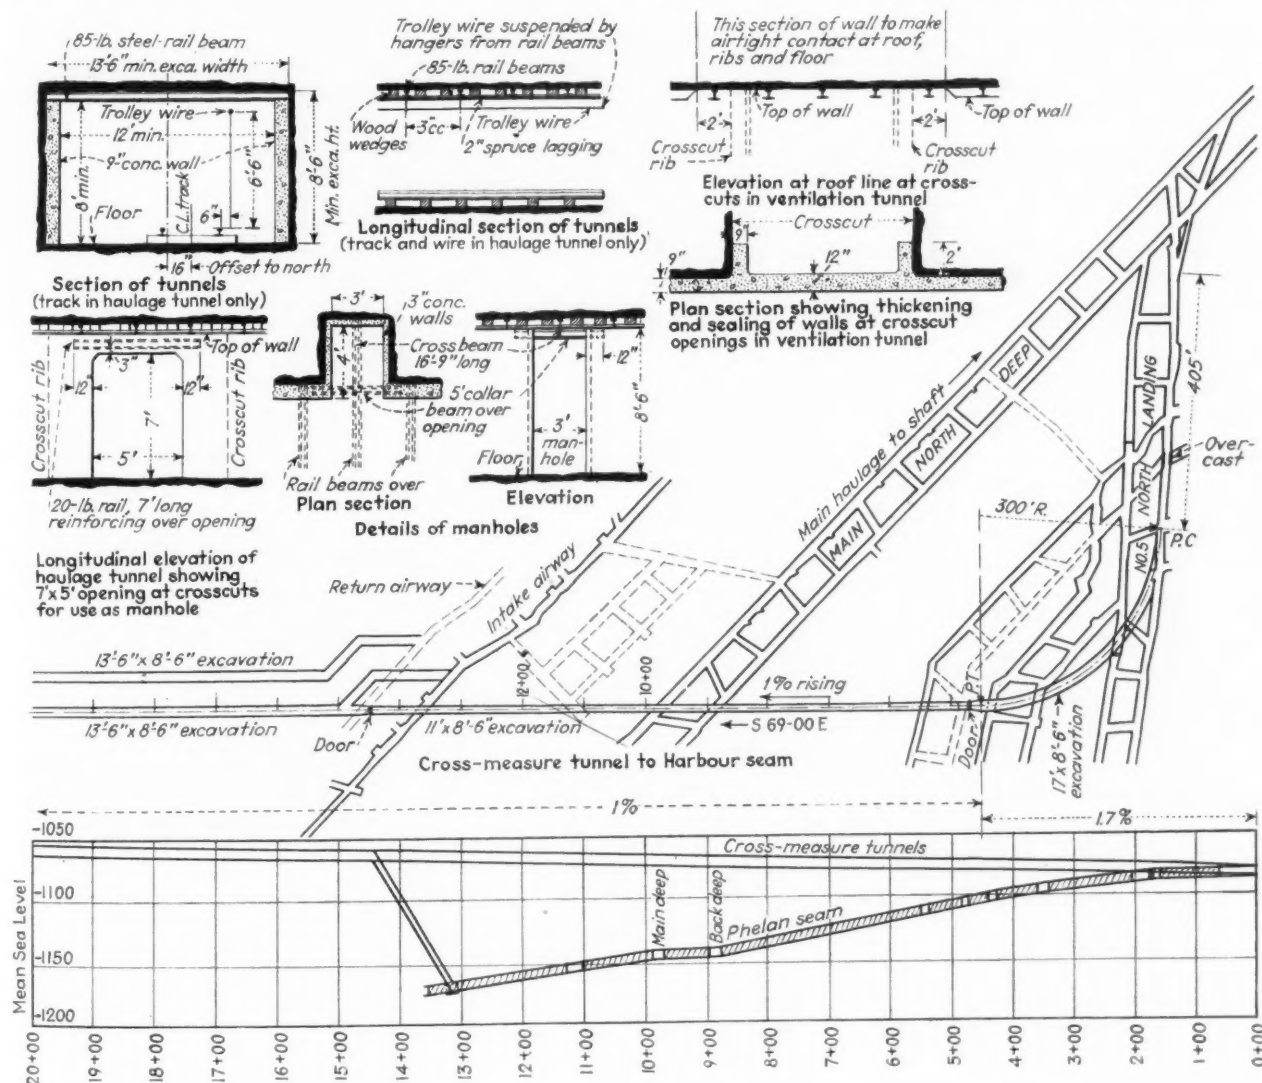 85-lb. steel-rail beam
13'-6" min. exca. width
Trolley wire
12' min.
9" conc. wall
8' min.
C.L. track
6"
6'-6"
8'-6"
Min. exca. ht.
Floor
16" Offset to north
Section of tunnels
(track in haulage tunnel only)
Trolley wire suspended by
hangers from rail beams
85-lb. rail beams
Wood
wedges
3'cc
Trolley wire
2" spruce lagging
Longitudinal section of tunnels
(track and wire in haulage tunnel only)
This section of wall to make
airtight contact at roof,
ribs and floor
Top of wall
Top of wall
2'
2'
Crosscut
rib
Crosscut
rib
Elevation at roof line at cross-
cuts in ventilation tunnel
Crosscut
9"
9"
12"
2'
Plan section showing thickening
and sealing of walls at crosscut
openings in ventilation tunnel
Top of wall
3"
12"
12"
7'
5'
Crosscut rib
Crosscut rib
20-lb. rail, 7' long
reinforcing over opening
Longitudinal elevation of
haulage tunnel showing
7'x5' opening at crosscuts
for use as manhole
3'
3" conc.
walls
4'
Cross beam
16'-9" long
5' collar
beam over
opening
Rail beams over
Plan section
12"
3'
man-
hole
8'-6"
Floor
Elevation
Details of manholes
Return airway
Intake airway
Main haulage to shaft
MAIN
NORTH
DEEP
NO.5
NORTH
LANDING
405'
Over-
cast
300' R.
P.C
P.T.
13'-6" x 8'-6" excavation
13'-6" x 8'-6" excavation
Door
11' x 8'-6" excavation
12+00
10+00
1% rising
S 69-00 E
Door
17' x 8'-6"
excavation
Cross-measure tunnel to Harbour seam
1%
1.7%
Mean Sea Level
-1050
-1100
-1150
-1200
Cross-measure tunnels
Main deep
Back deep
Phelan seam
20+00
19+00
18+00
17+00
16+00
15+00
14+00
13+00
12+00
11+00
10+00
9+00
8+00
7+00
6+00
5+00
4+00
3+00
2+00
1+00
0+00